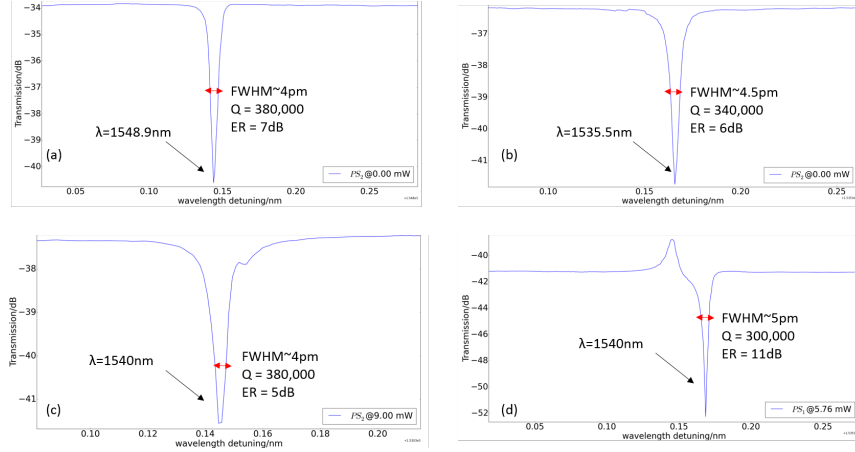 −34
−35
−36
−37
−38
−39
−40
Transmission/dB
FWHM~4pm
Q = 380,000
ER = 7dB
λ=1548.9nm
(a)
PS₂@0.00 mW
0.05 0.10 0.15 0.20 0.25
wavelength detuning/nm
−37
−38
−39
−40
−41
Transmission/dB
FWHM~4.5pm
Q = 340,000
ER = 6dB
λ=1535.5nm
(b)
PS₂@0.00 mW
0.10 0.15 0.20 0.25
wavelength detuning/nm
−38
−39
−40
−41
Transmission/dB
FWHM~4pm
Q = 380,000
ER = 5dB
λ=1540nm
(c)
PS₂@9.00 mW
0.10 0.12 0.14 0.16 0.18 0.20
wavelength detuning/nm
−40
−42
−44
−46
−48
−50
−52
Transmission/dB
FWHM~5pm
Q = 300,000
ER = 11dB
λ=1540nm
(d)
PS₁@5.76 mW
0.05 0.10 0.15 0.20 0.26
wavelength detuning/nm